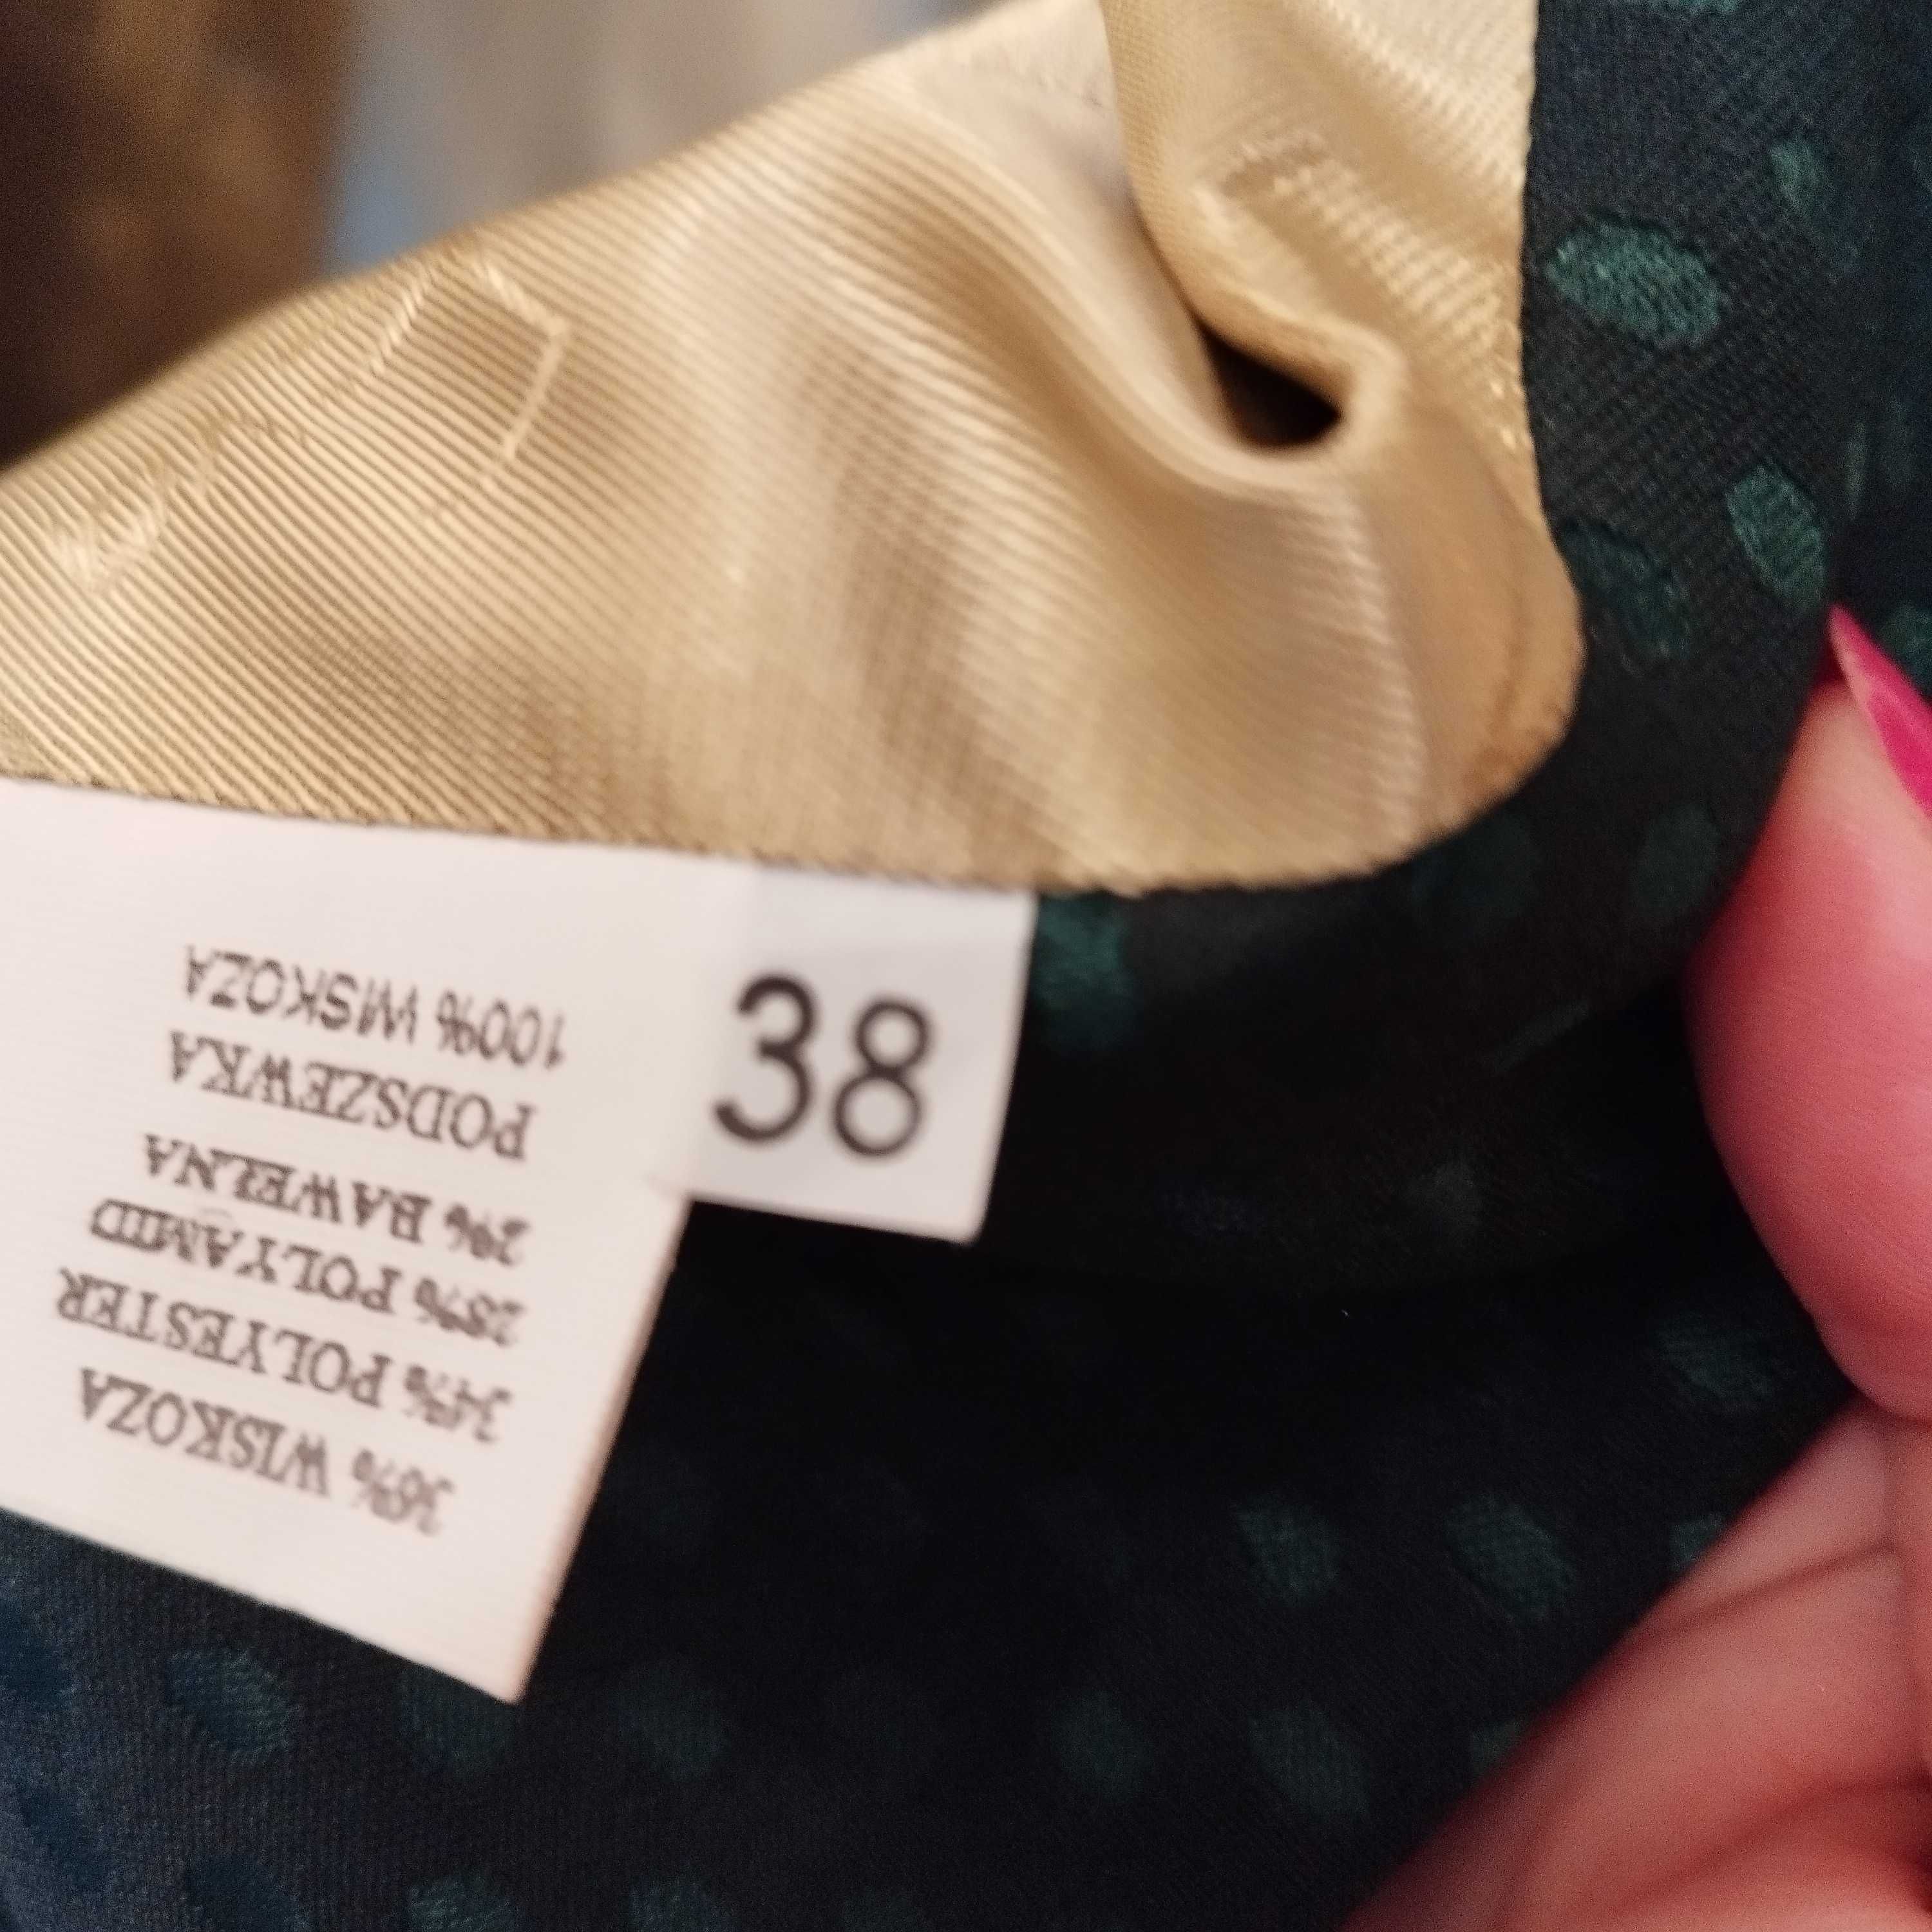 38
36% WISKOZA
34% POLYESTER
28% POLYAMID
2% BAWEŁNA
PODSZEWKA
100% WISKOZA